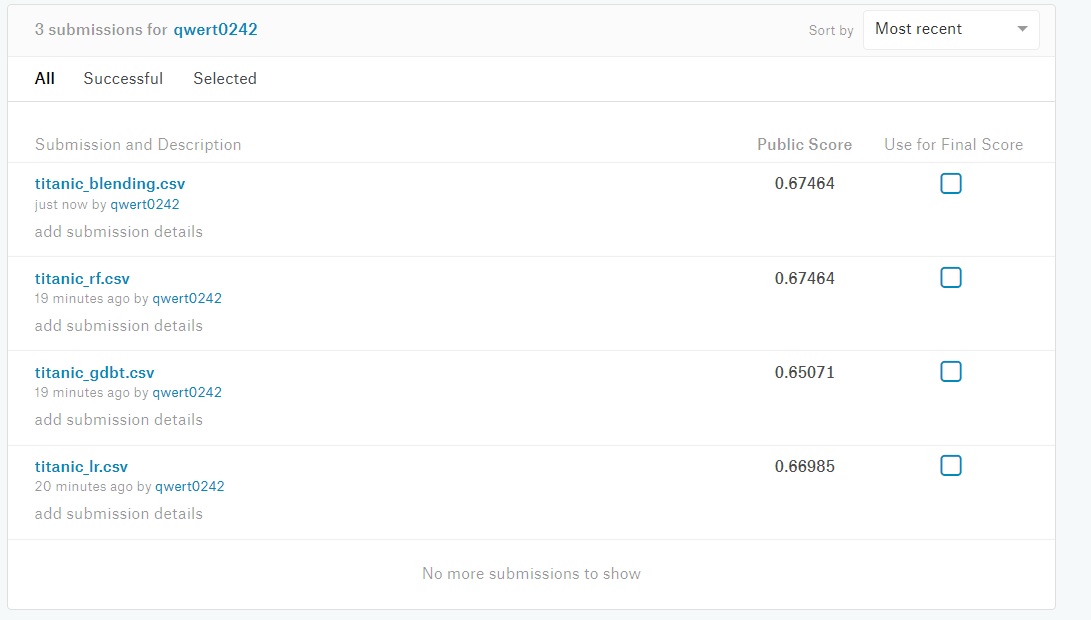 3 submissions for qwert0242 Sort by Most recent
All Successful Selected
Submission and Description Public Score Use for Final Score
titanic_blending.csv 0.67464
just now by qwert0242
add submission details
titanic_rf.csv 0.67464
19 minutes ago by qwert0242
add submission details
titanic_gdbt.csv 0.65071
19 minutes ago by qwert0242
add submission details
titanic_lr.csv 0.66985
20 minutes ago by qwert0242
add submission details
No more submissions to show